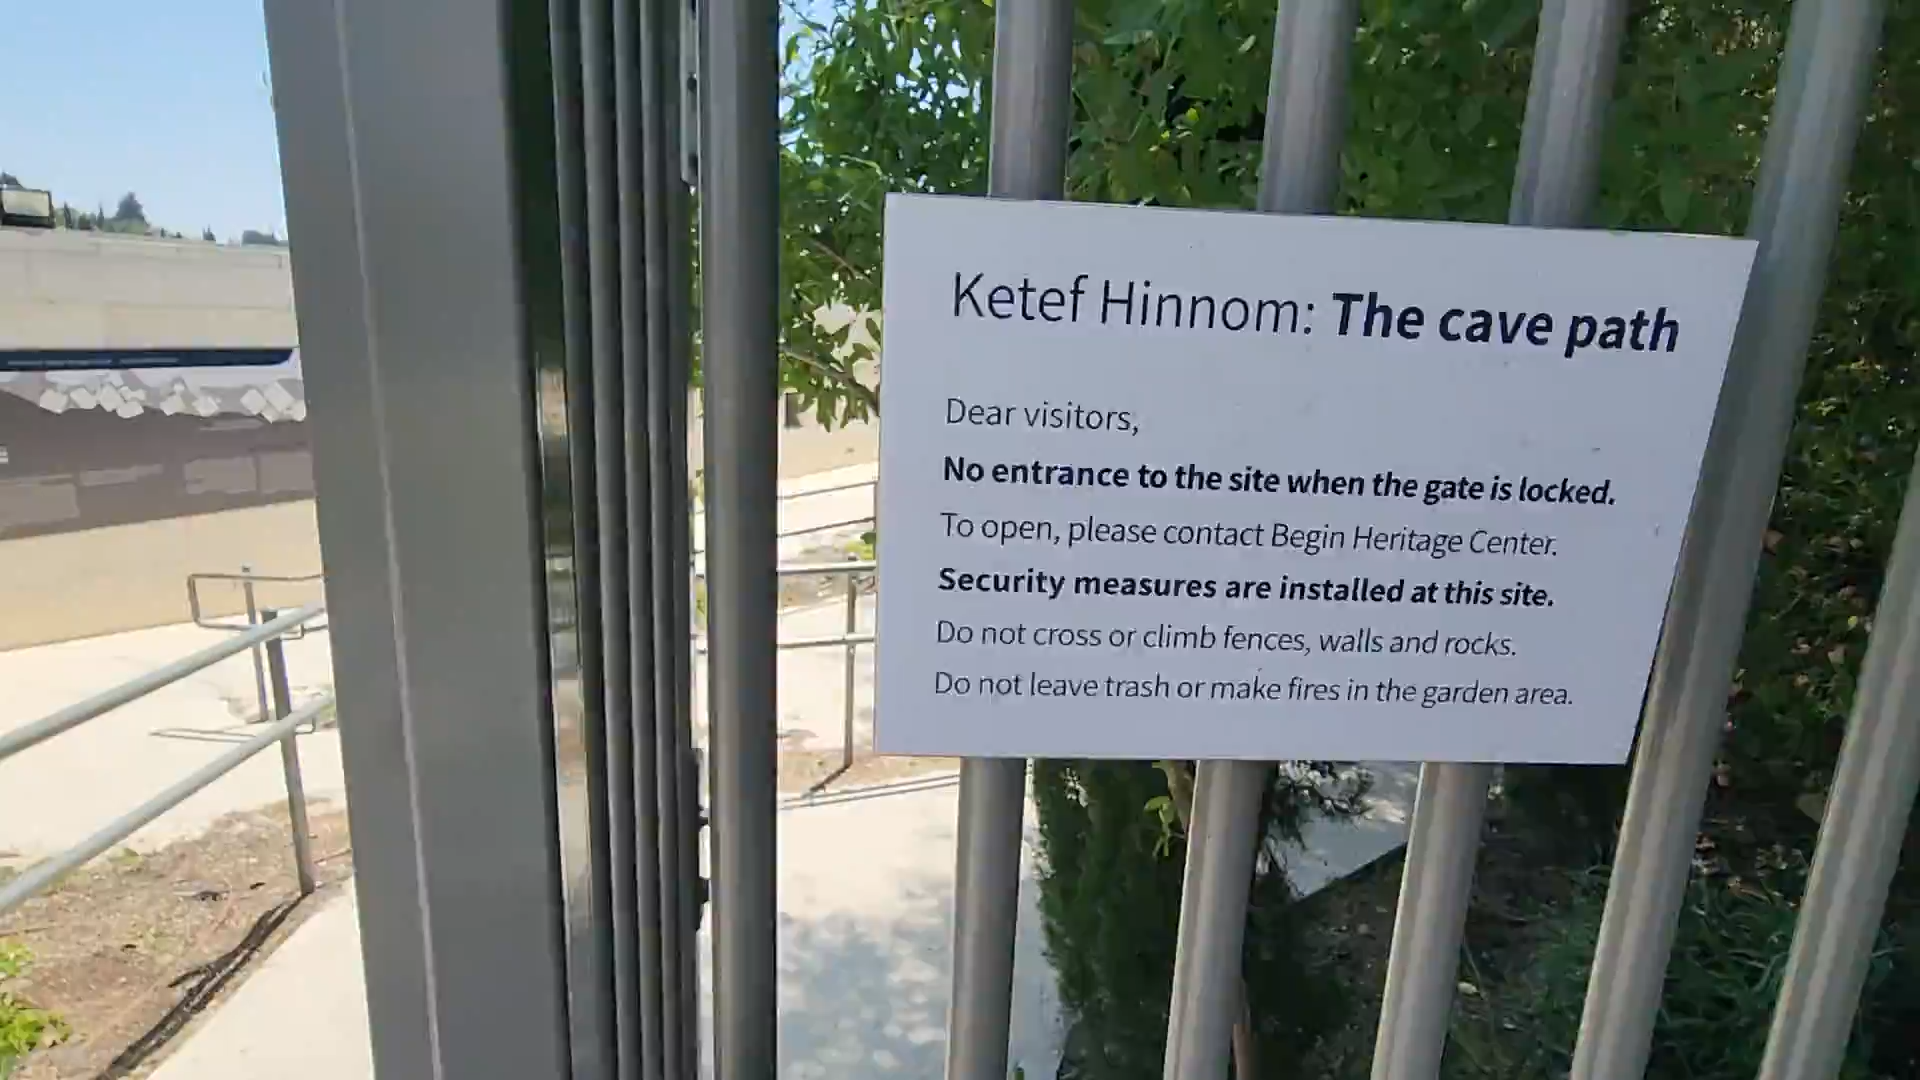 Ketef Hinnom: The cave path
Dear visitors,
No entrance to the site when the gate is locked.
To open, please contact Begin Heritage Center.
Security measures are installed at this site.
Do not cross or climb fences, walls and rocks.
Do not leave trash or make fires in the garden area.